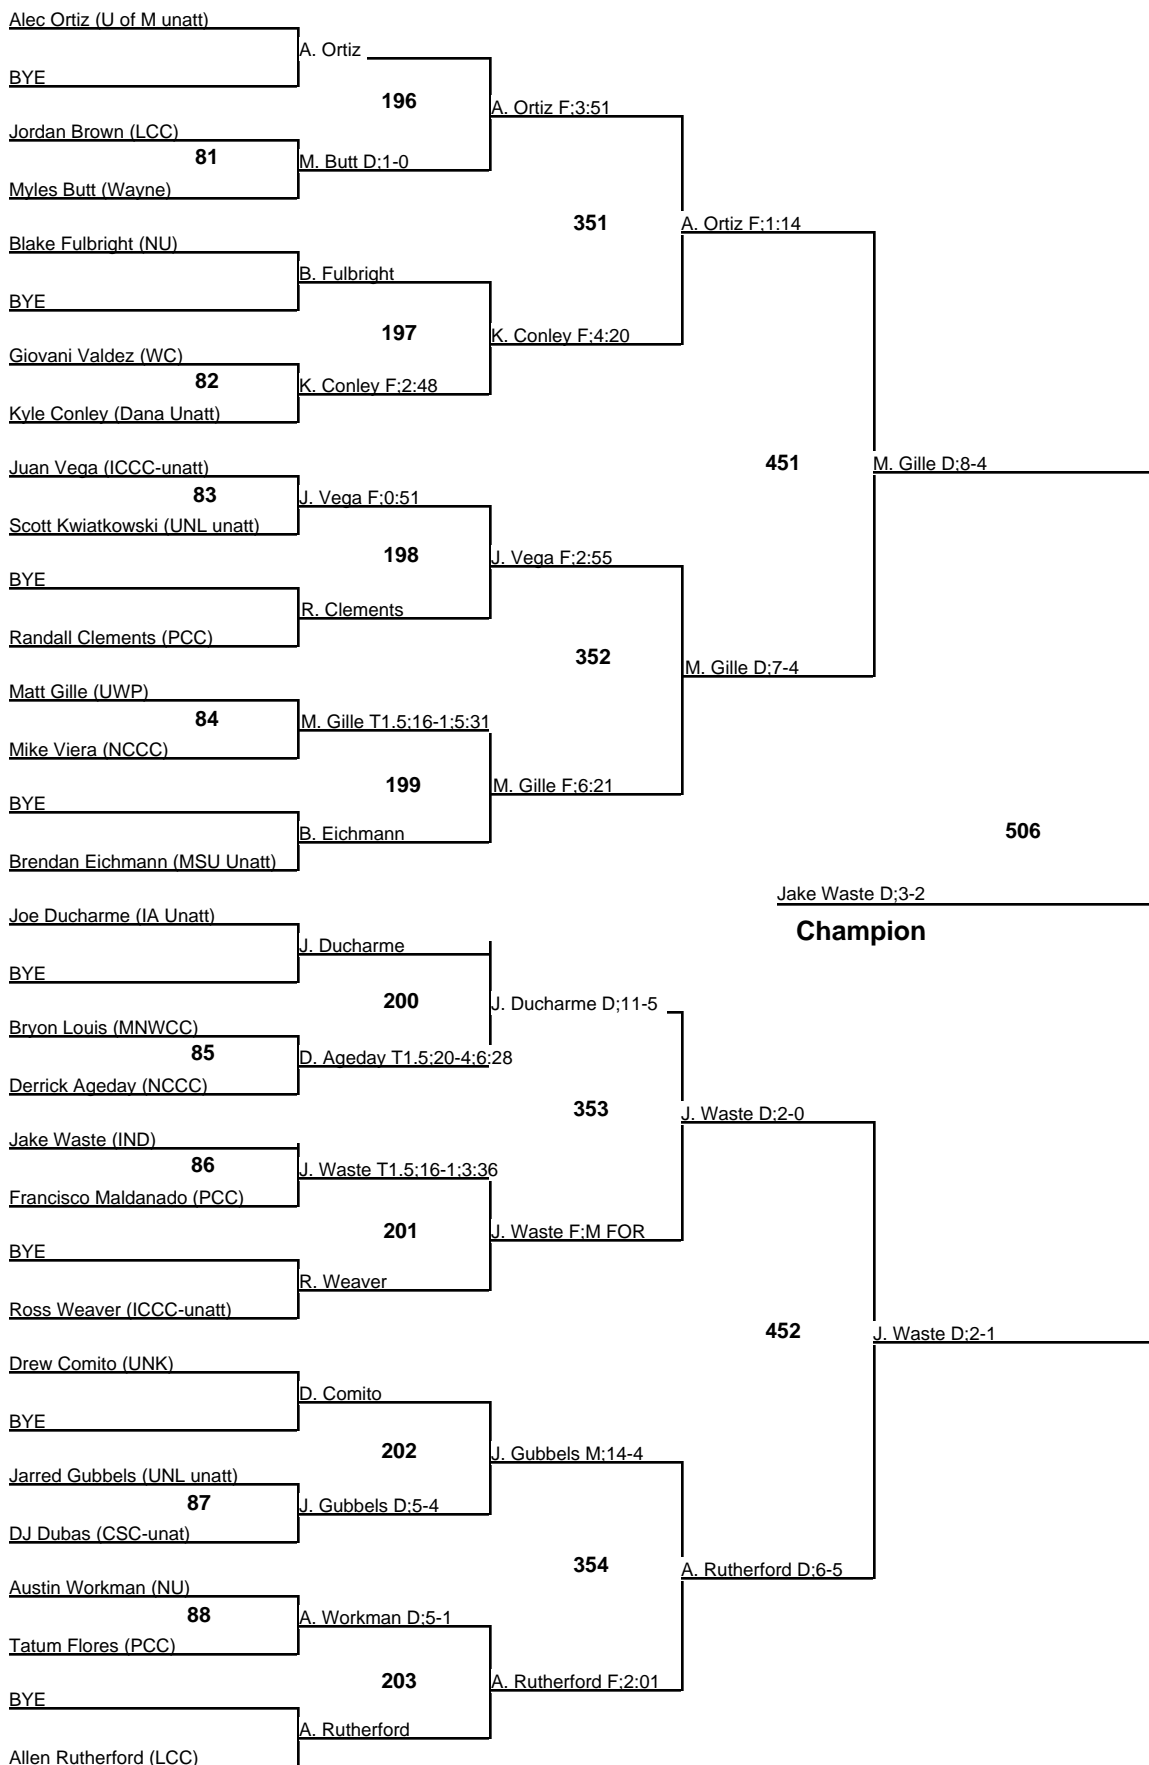 Alec Ortiz (U of M unatt)
A. Ortiz
BYE
196
A. Ortiz F;3:51
Jordan Brown (LCC)
81
M. Butt D;1-0
Myles Butt (Wayne)
351
A. Ortiz F;1:14
Blake Fulbright (NU)
B. Fulbright
BYE
197
K. Conley F;4:20
Giovani Valdez (WC)
82
K. Conley F;2:48
Kyle Conley (Dana Unatt)
451
M. Gille D;8-4
Juan Vega (ICCC-unatt)
83
J. Vega F;0:51
Scott Kwiatkowski (UNL unatt)
198
J. Vega F;2:55
BYE
R. Clements
Randall Clements (PCC)
352
M. Gille D;7-4
Matt Gille (UWP)
84
M. Gille T1.5;16-1;5:31
Mike Viera (NCCC)
199
M. Gille F;6:21
BYE
B. Eichmann
Brendan Eichmann (MSU Unatt)
506
Jake Waste D;3-2
Champion
Joe Ducharme (IA Unatt)
J. Ducharme
BYE
200
J. Ducharme D;11-5
Bryon Louis (MNWCC)
85
D. Ageday T1.5;20-4;6:28
Derrick Ageday (NCCC)
353
J. Waste D;2-0
Jake Waste (IND)
86
J. Waste T1.5;16-1;3:36
Francisco Maldanado (PCC)
201
J. Waste F;M FOR
BYE
R. Weaver
Ross Weaver (ICCC-unatt)
452
J. Waste D;2-1
Drew Comito (UNK)
D. Comito
BYE
202
J. Gubbels M;14-4
Jarred Gubbels (UNL unatt)
87
J. Gubbels D;5-4
DJ Dubas (CSC-unat)
354
A. Rutherford D;6-5
Austin Workman (NU)
88
A. Workman D;5-1
Tatum Flores (PCC)
203
A. Rutherford F;2:01
BYE
A. Rutherford
Allen Rutherford (LCC)